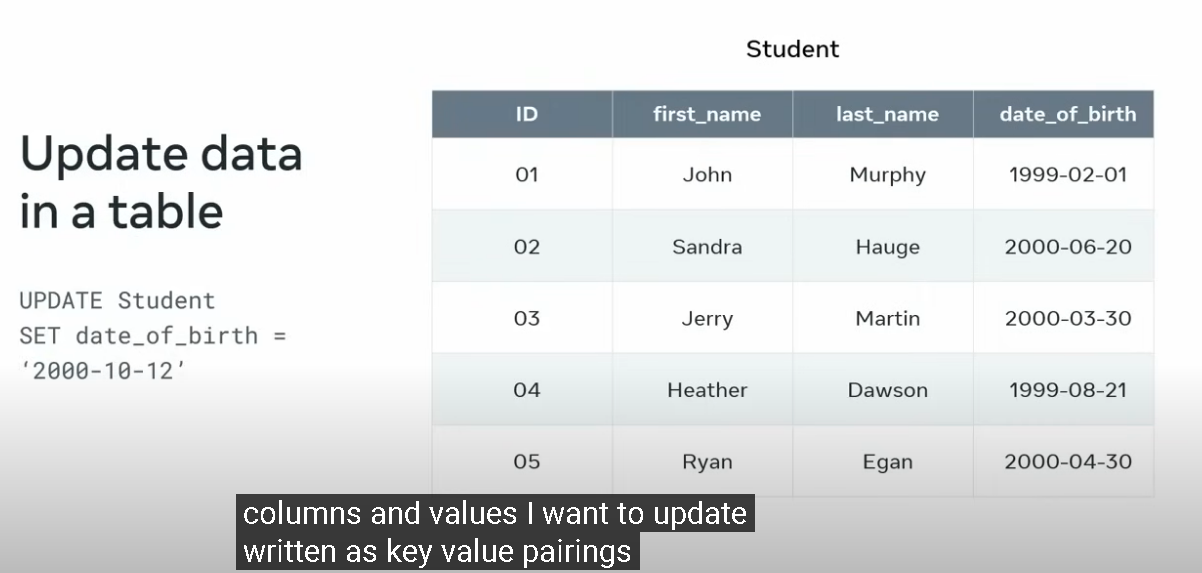 Student
Update data
in a table
UPDATE Student
SET date_of_birth =
‘2000-10-12’
ID first_name last_name date_of_birth
01 John Murphy 1999-02-01
02 Sandra Hauge 2000-06-20
03 Jerry Martin 2000-03-30
04 Heather Dawson 1999-08-21
05 Ryan Egan 2000-04-30
columns and values I want to update
written as key value pairings